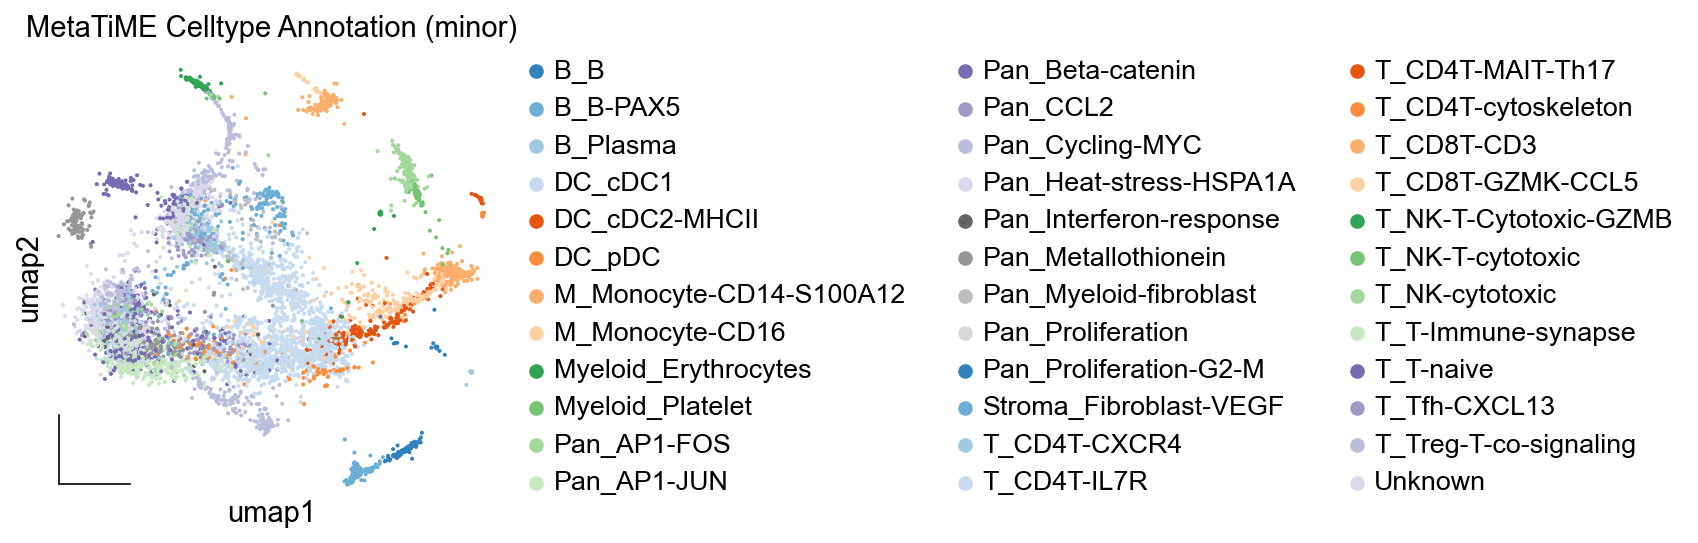 MetaTiME Celltype Annotation (minor)
umap2
umap1
B_B
B_B-PAX5
B_Plasma
DC_cDC1
DC_cDC2-MHCII
DC_pDC
M_Monocyte-CD14-S100A12
M_Monocyte-CD16
Myeloid_Erythrocytes
Myeloid_Platelet
Pan_AP1-FOS
Pan_AP1-JUN
Pan_Beta-catenin
Pan_CCL2
Pan_Cycling-MYC
Pan_Heat-stress-HSPA1A
Pan_Interferon-response
Pan_Metallothionein
Pan_Myeloid-fibroblast
Pan_Proliferation
Pan_Proliferation-G2-M
Stroma_Fibroblast-VEGF
T_CD4T-CXCR4
T_CD4T-IL7R
T_CD4T-MAIT-Th17
T_CD4T-cytoskeleton
T_CD8T-CD3
T_CD8T-GZMK-CCL5
T_NK-T-Cytotoxic-GZMB
T_NK-T-cytotoxic
T_NK-cytotoxic
T_T-Immune-synapse
T_T-naive
T_Tfh-CXCL13
T_Treg-T-co-signaling
Unknown